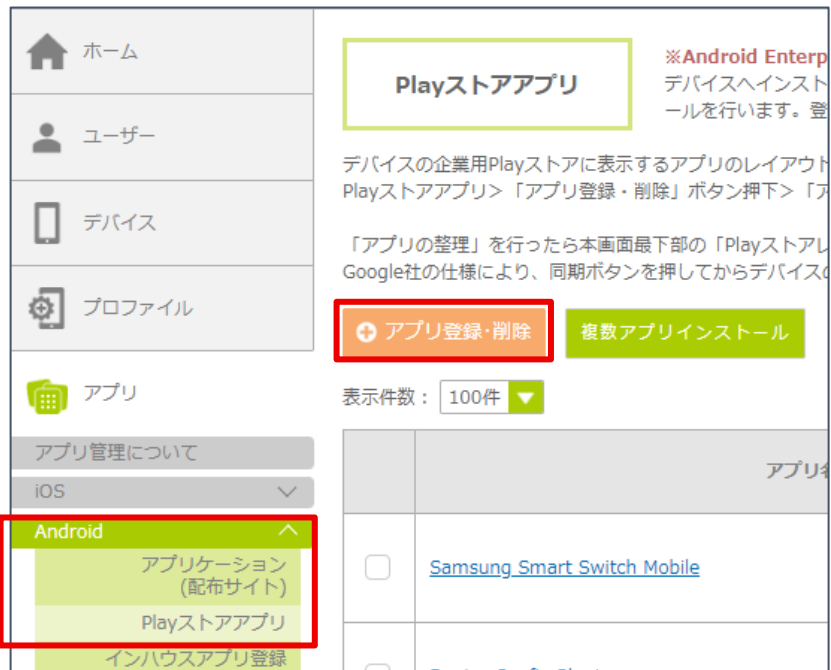 ホーム
ユーザー
デバイス
プロファイル
アプリ
アプリ管理について
iOS
Android
アプリケーション
(配布サイト)
Playストアアプリ
インハウスアプリ登録
Playストアアプリ
※Android Enterp
デバイスへインスト
ールを行います。登
デバイスの企業用Playストアに表示するアプリのレイアウト
Playストアアプリ>「アプリ登録・削除」ボタン押下>「ア
「アプリの整理」を行ったら本画面最下部の「Playストアレ
Google社の仕様により、同期ボタンを押してからデバイスの
アプリ登録・削除
複数アプリインストール
表示件数： 100件
アプリ名
Samsung Smart Switch Mobile